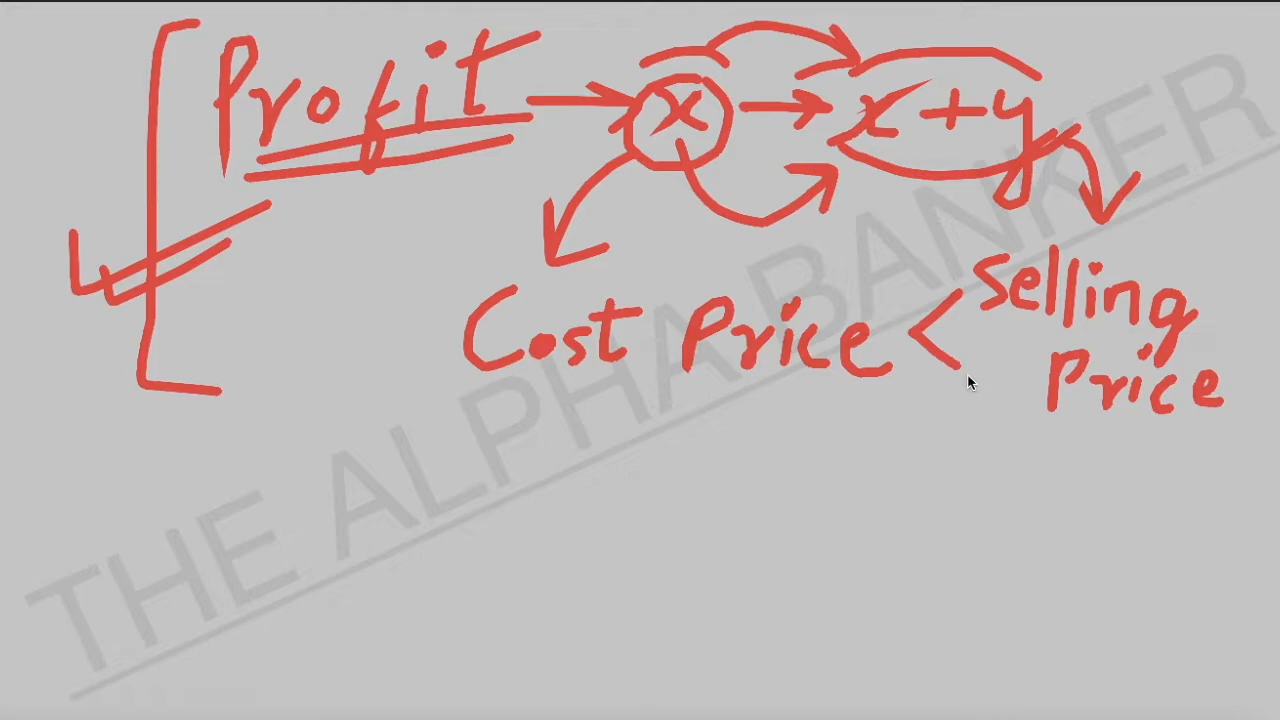 Profit → x → x + y
Cost Price < Selling
Price
THE ALPHA BANKER